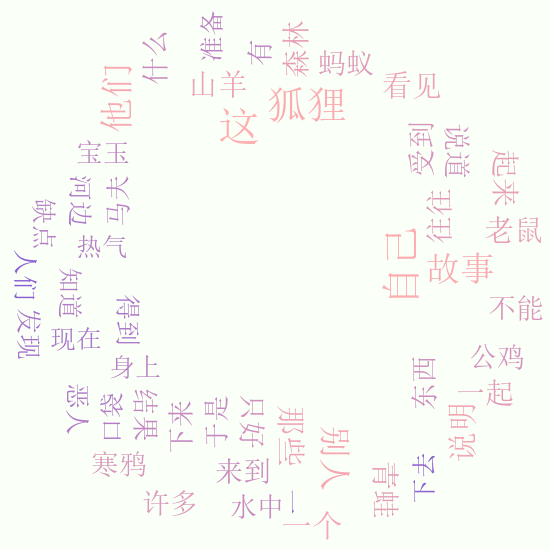 准备
有
森林
什么
他们
山羊
狐狸
蚂蚁
看见
这
受到
说道
起来
宝玉
河边
马夫
缺点
热气
往往
老鼠
自己
故事
人们
知道
得到
不能
发现
现在
身上
公鸡
东西
一起
恶人
袋口
结果
下来
于是
只好
那些
别人
说明
寒鸦
来到
青蛙
下去
许多
水中
一个